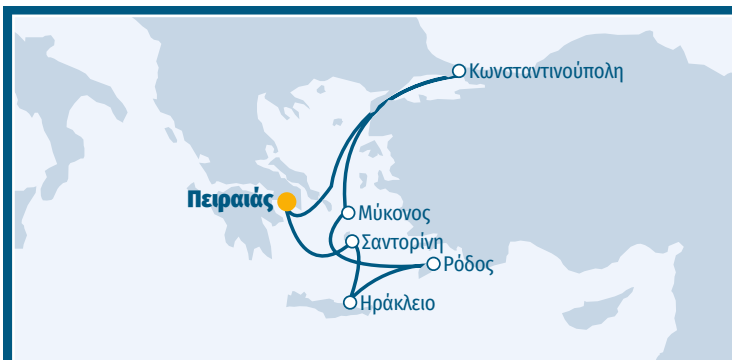 Κωνσταντινούπολη
Πειραιάς
Μύκονος
Σαντορίνη
Ρόδος
Ηράκλειο